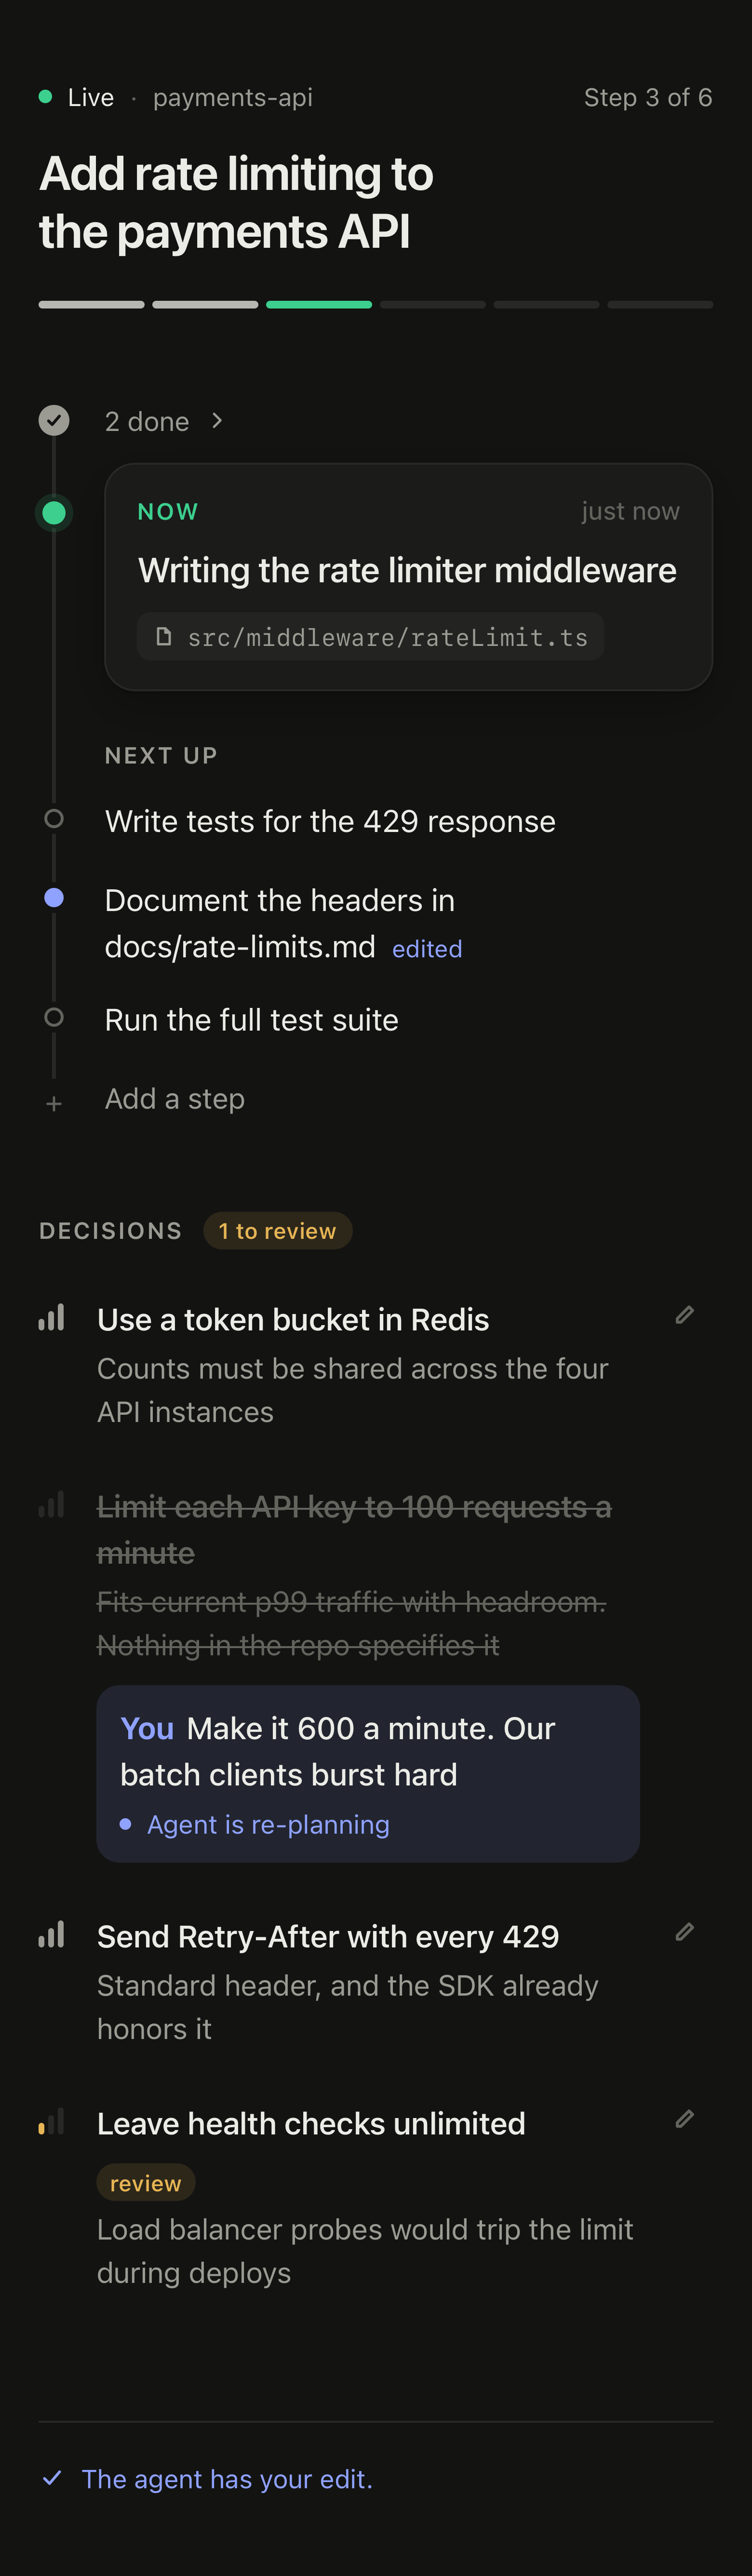 Live · payments-api Step 3 of 6
Add rate limiting to
the payments API
2 done
NOW just now
Writing the rate limiter middleware
src/middleware/rateLimit.ts
NEXT UP
Write tests for the 429 response
Document the headers in
docs/rate-limits.md edited
Run the full test suite
+ Add a step
DECISIONS 1 to review
Use a token bucket in Redis
Counts must be shared across the four
API instances
Limit each API key to 100 requests a
minute
Fits current p99 traffic with headroom.
Nothing in the repo specifies it
You Make it 600 a minute. Our
batch clients burst hard
Agent is re-planning
Send Retry-After with every 429
Standard header, and the SDK already
honors it
Leave health checks unlimited
review
Load balancer probes would trip the limit
during deploys
The agent has your edit.